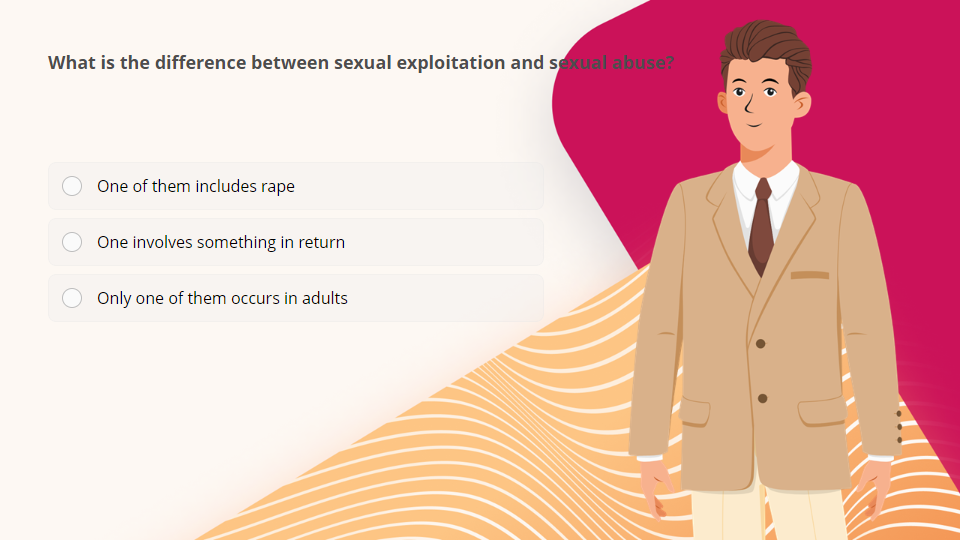 What is the difference between sexual exploitation and sexual abuse?
One of them includes rape
One involves something in return
Only one of them occurs in adults